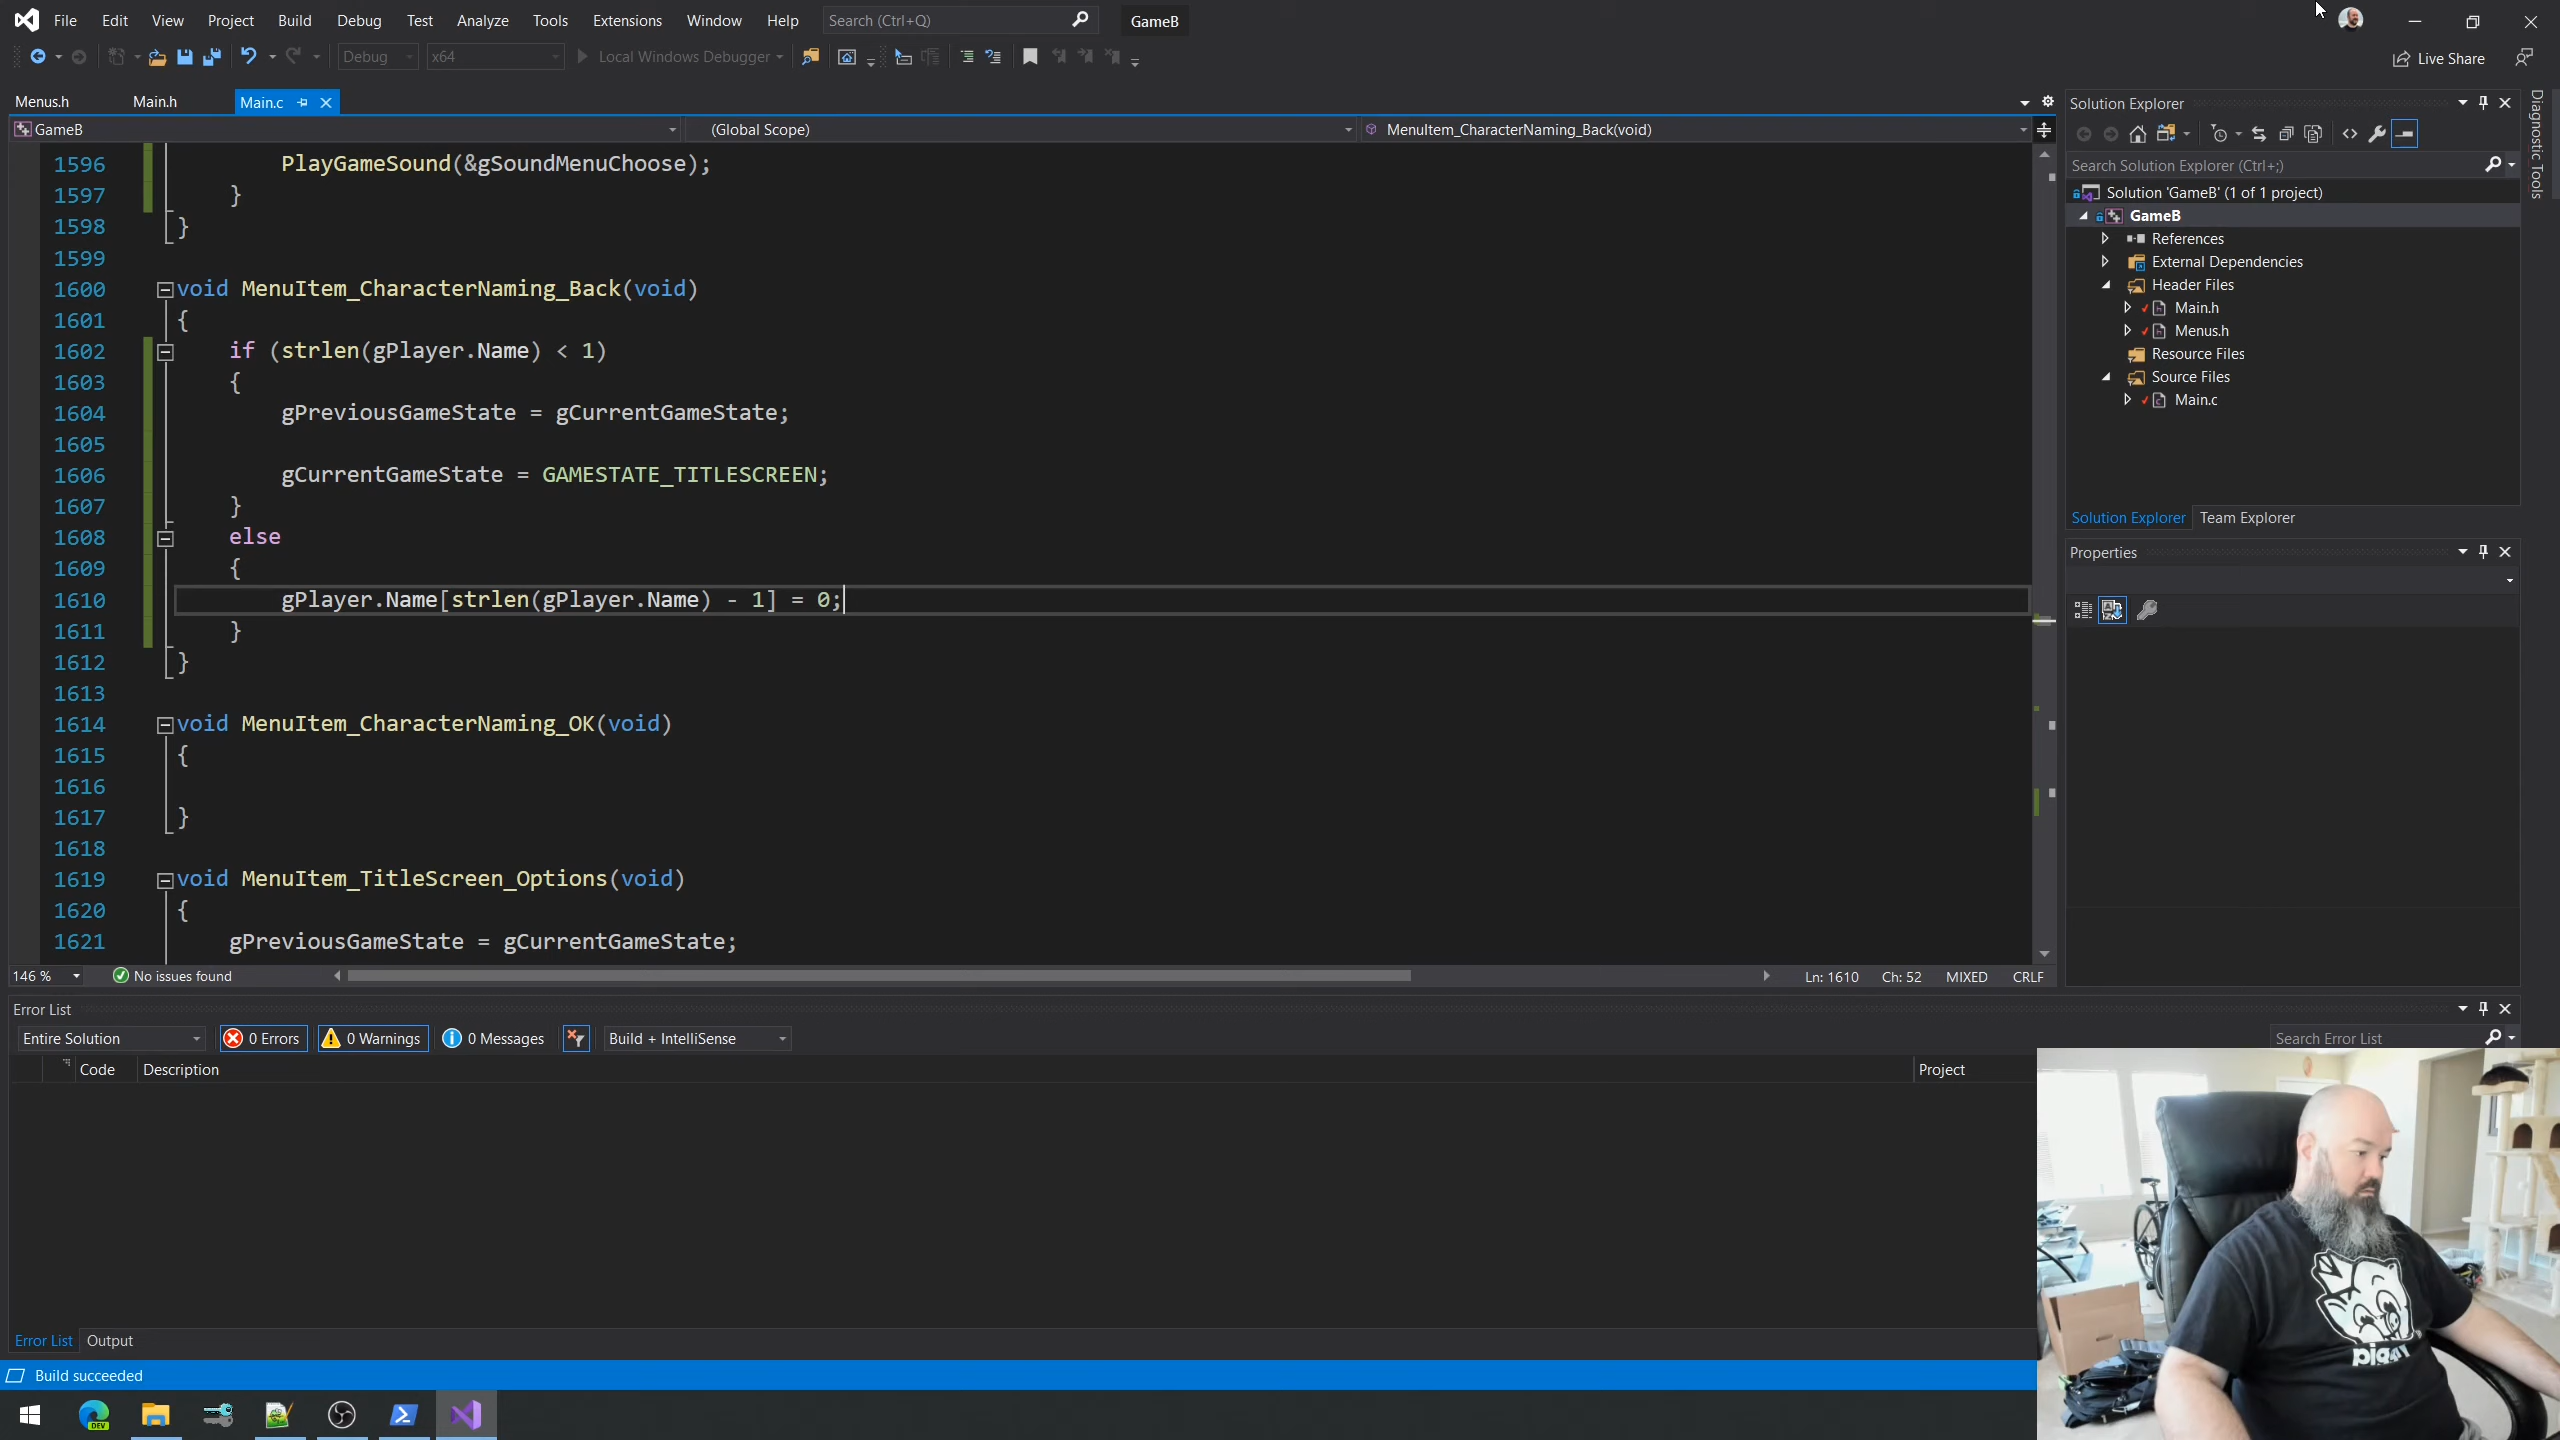 File Edit View Project Build Debug Test Analyze Tools Extensions Window Help Search (Ctrl+Q) GameB
Debug x64 Local Windows Debugger Live Share
Menus.h Main.h Main.c
GameB (Global Scope) MenuItem_CharacterNaming_Back(void)
1596 PlayGameSound(&gSoundMenuChoose);
1597 }
1598 }
1599
1600 void MenuItem_CharacterNaming_Back(void)
1601 {
1602 if (strlen(gPlayer.Name) < 1)
1603 {
1604 gPreviousGameState = gCurrentGameState;
1605
1606 gCurrentGameState = GAMESTATE_TITLESCREEN;
1607 }
1608 else
1609 {
1610 gPlayer.Name[strlen(gPlayer.Name) - 1] = 0;
1611 }
1612 }
1613
1614 void MenuItem_CharacterNaming_OK(void)
1615 {
1616
1617 }
1618
1619 void MenuItem_TitleScreen_Options(void)
1620 {
1621 gPreviousGameState = gCurrentGameState;
146 % No issues found Ln: 1610 Ch: 52 MIXED CRLF
Solution Explorer
Search Solution Explorer (Ctrl+;)
Solution 'GameB' (1 of 1 project)
GameB
References
External Dependencies
Header Files
Main.h
Menus.h
Resource Files
Source Files
Main.c
Solution Explorer Team Explorer
Properties
Diagnostic Tools
Error List
Entire Solution 0 Errors 0 Warnings 0 Messages Build + IntelliSense Search Error List
Code Description Project
Error List Output
Build succeeded
DEV
piggly